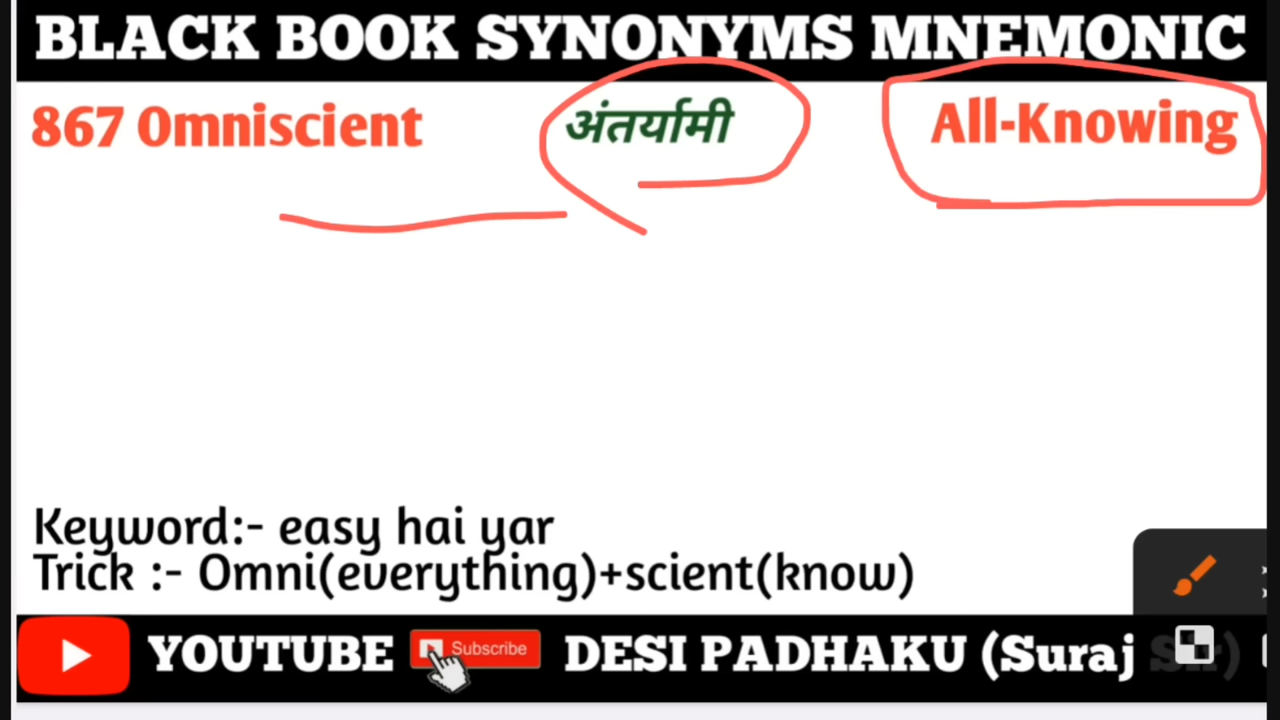 BLACK BOOK SYNONYMS MNEMONIC
867 Omniscient अंतर्यामी All-Knowing
Keyword:- easy hai yar
Trick :- Omni(everything)+scient(know)
YOUTUBE Subscribe DESI PADHAKU (Suraj Sir)